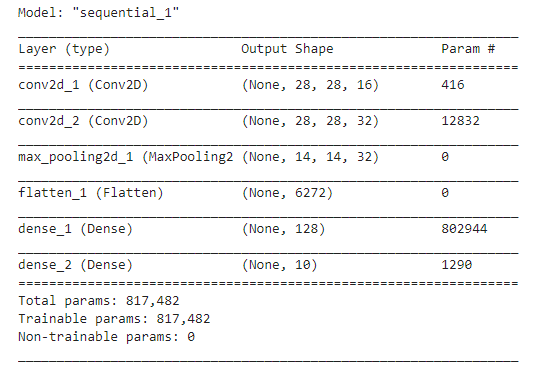 Model: "sequential_1"
_________________________________________________________________
Layer (type)                 Output Shape              Param #
=================================================================
conv2d_1 (Conv2D)            (None, 28, 28, 16)        416
_________________________________________________________________
conv2d_2 (Conv2D)            (None, 28, 28, 32)        12832
_________________________________________________________________
max_pooling2d_1 (MaxPooling2 (None, 14, 14, 32)        0
_________________________________________________________________
flatten_1 (Flatten)          (None, 6272)              0
_________________________________________________________________
dense_1 (Dense)              (None, 128)               802944
_________________________________________________________________
dense_2 (Dense)              (None, 10)                1290
=================================================================
Total params: 817,482
Trainable params: 817,482
Non-trainable params: 0
_________________________________________________________________